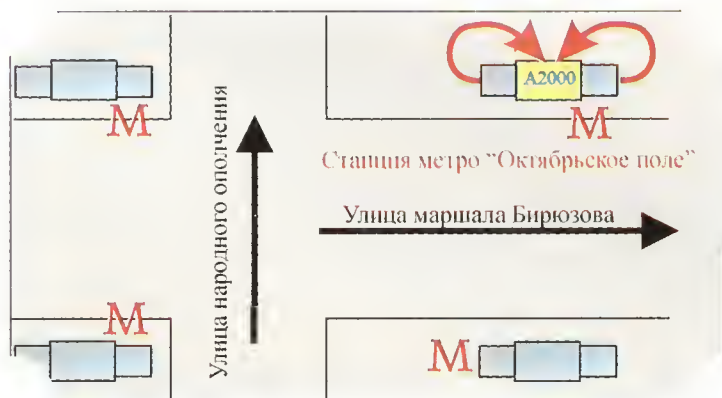 A2000
М
М
Станция метро “Октябрьское поле”
Улица маршала Бирюзова
Улица народного ополчения
М
М